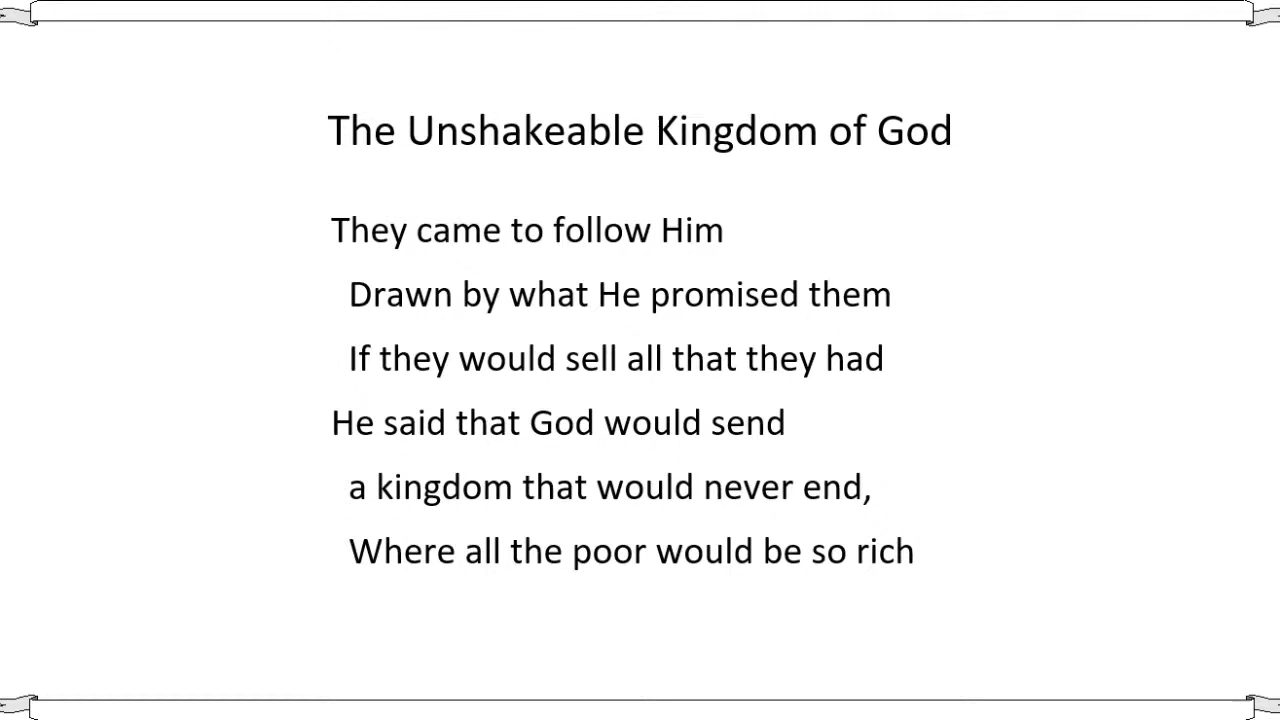 The Unshakeable Kingdom of God
They came to follow Him
Drawn by what He promised them
If they would sell all that they had
He said that God would send
a kingdom that would never end,
Where all the poor would be so rich